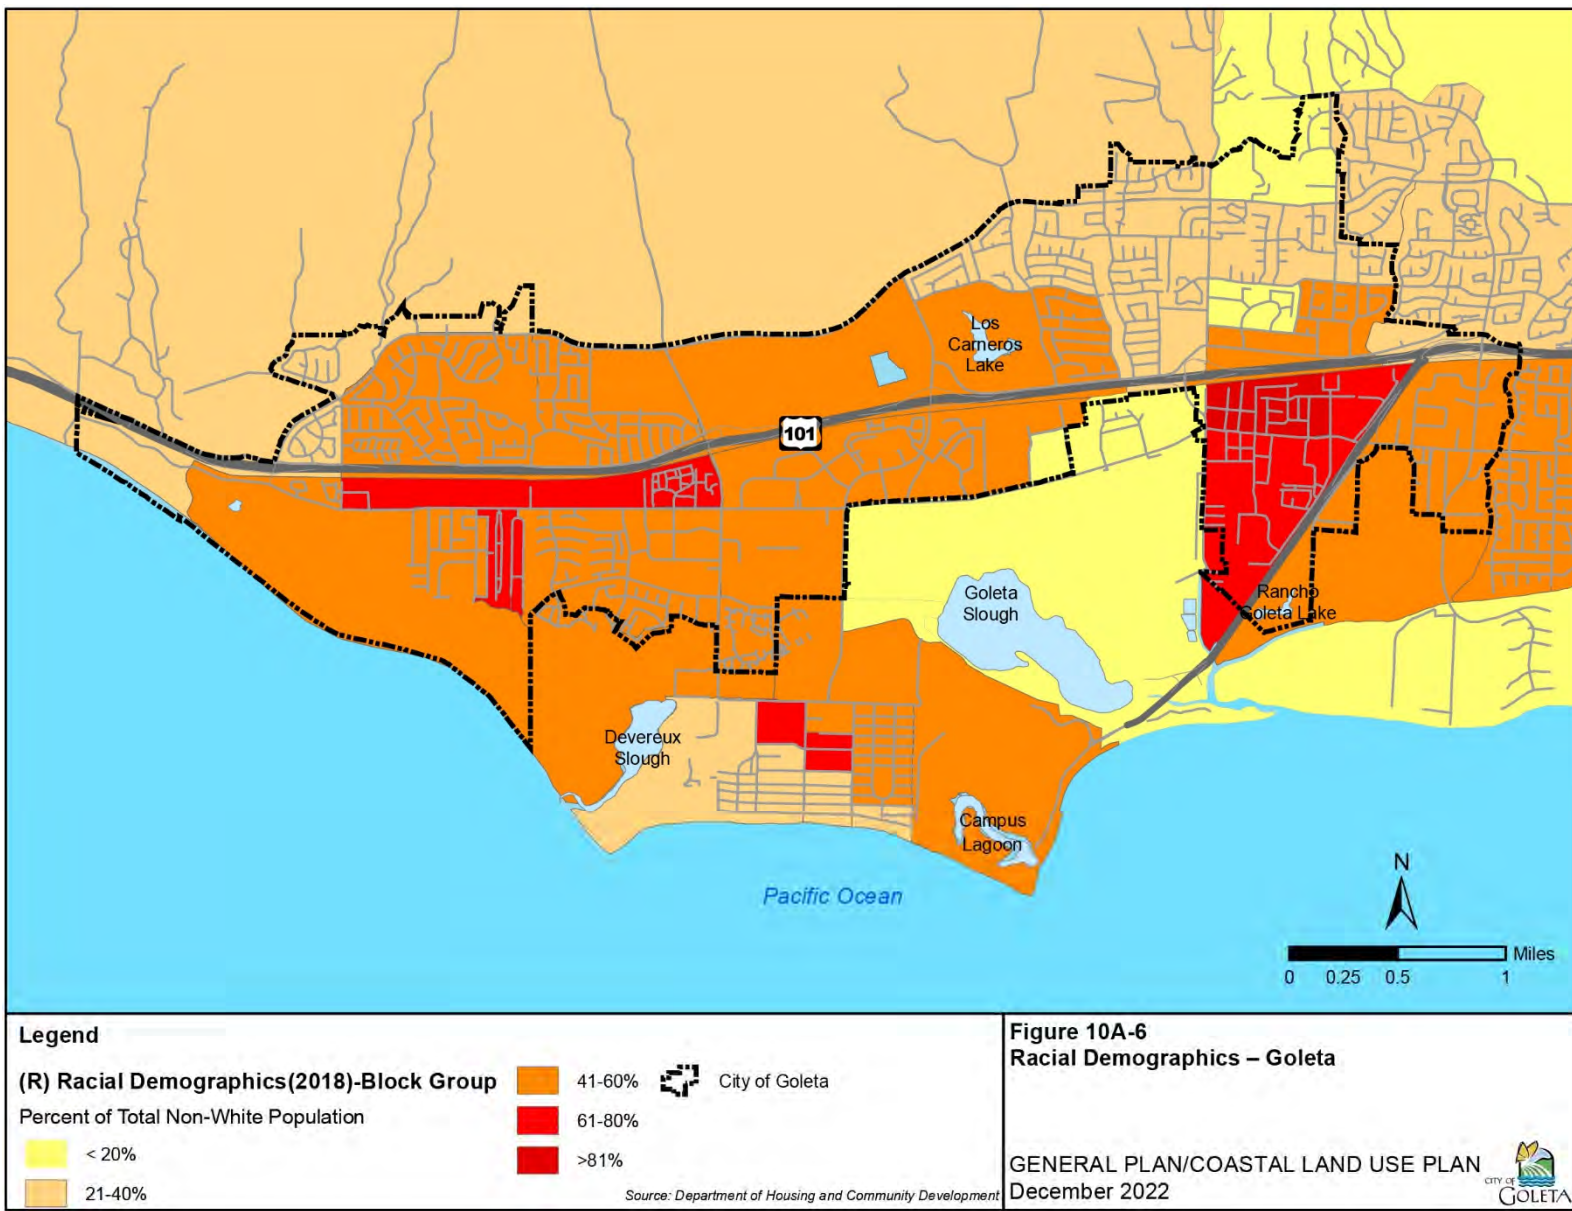 Los
Carneros
Lake
101
Goleta
Slough
Rancho
Goleta Lake
Devereux
Slough
Campus
Lagoon
Pacific Ocean
N
Miles
0 0.25 0.5 1
Legend
(R) Racial Demographics(2018)-Block Group
Percent of Total Non-White Population
< 20%
21-40%
41-60%
61-80%
>81%
City of Goleta
Source: Department of Housing and Community Development
Figure 10A-6
Racial Demographics – Goleta
GENERAL PLAN/COASTAL LAND USE PLAN
December 2022
CITY OF
GOLETA